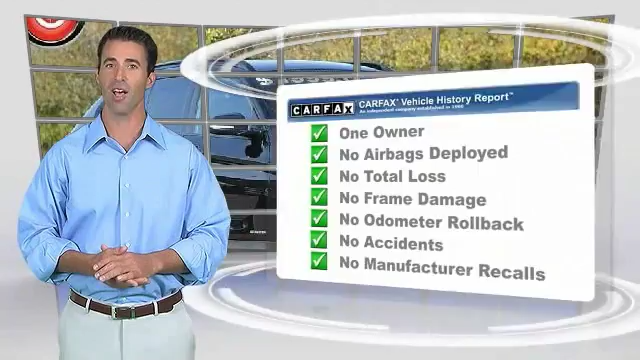 CARFAX CARFAX Vehicle History Report™
An independent company established in 1986
One Owner
No Airbags Deployed
No Total Loss
No Frame Damage
No Odometer Rollback
No Accidents
No Manufacturer Recalls